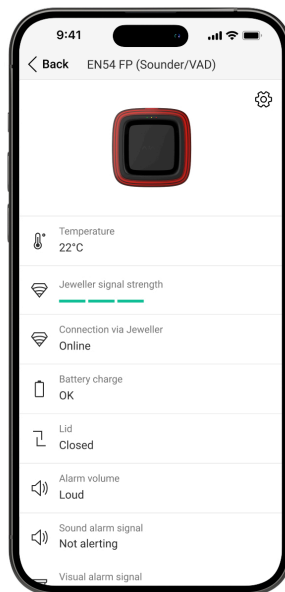 9:41
Back EN54 FP (Sounder/VAD)
Temperature
22°C
Jeweller signal strength
Connection via Jeweller
Online
Battery charge
OK
Lid
Closed
Alarm volume
Loud
Sound alarm signal
Not alerting
Visual alarm signal